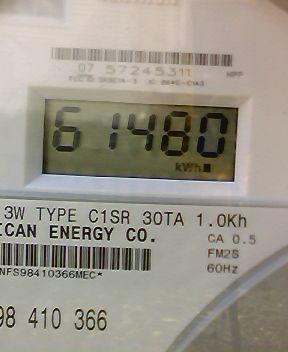 07 57245311 HPP
61480
kWh
3W TYPE C1SR 30TA 1.0Kh
ICAN ENERGY CO.
CA 0.5
FM2S
NFS98410366MEC*
60Hz
98 410 366